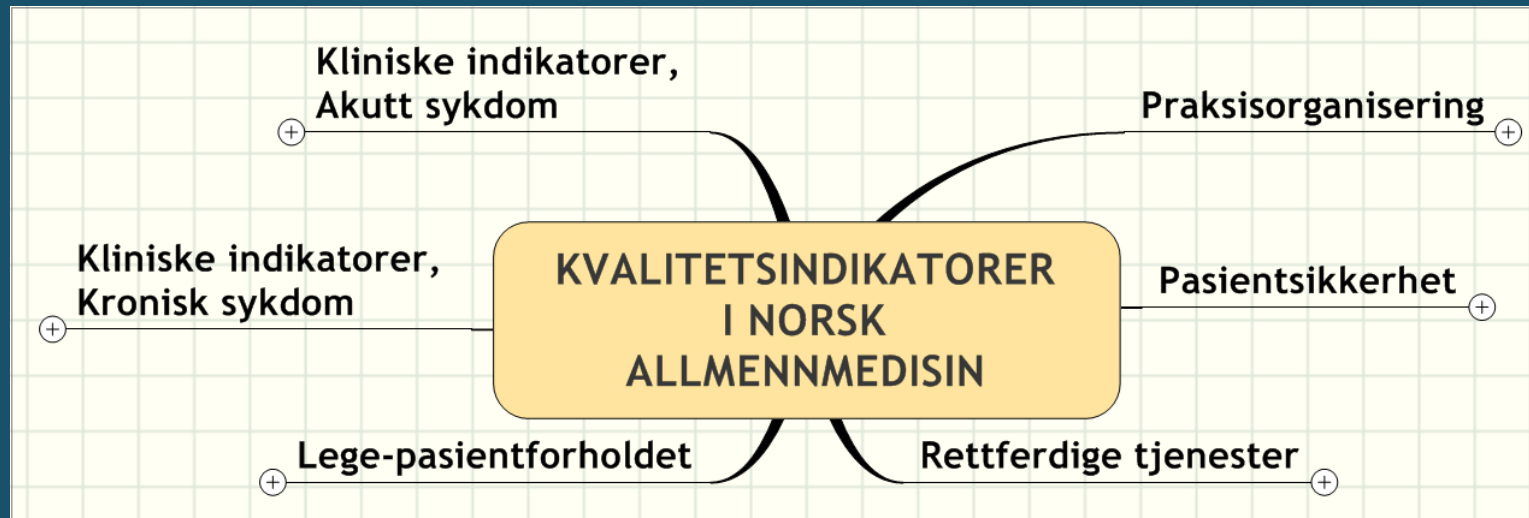 Kliniske indikatorer,
Akutt sykdom
Praksisorganisering
Kliniske indikatorer,
Kronisk sykdom
KVALITETSINDIKATORER
I NORSK
ALLMENNMEDISIN
Pasientsikkerhet
Lege-pasientforholdet
Rettferdige tjenester